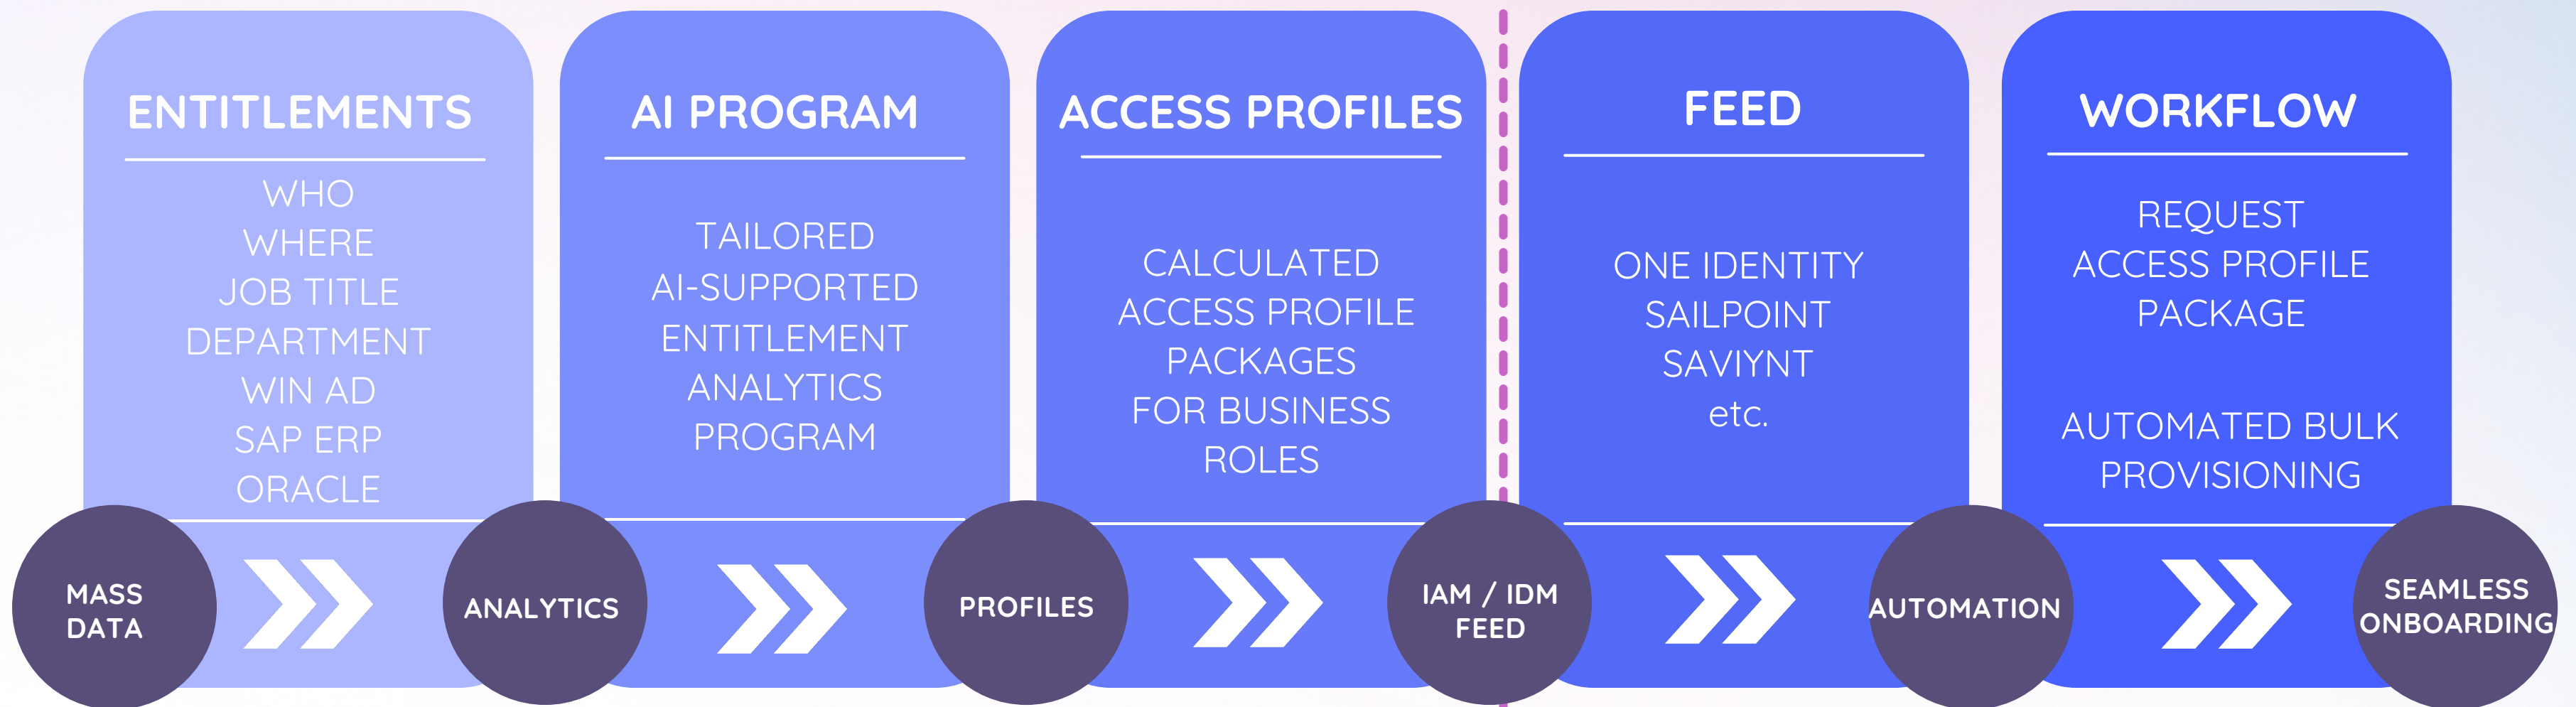 ENTITLEMENTS
WHO
WHERE
JOB TITLE
DEPARTMENT
WIN AD
SAP ERP
ORACLE
AI PROGRAM
TAILORED
AI-SUPPORTED
ENTITLEMENT
ANALYTICS
PROGRAM
ACCESS PROFILES
CALCULATED
ACCESS PROFILE
PACKAGES
FOR BUSINESS
ROLES
FEED
ONE IDENTITY
SAILPOINT
SAVIYNT
etc.
WORKFLOW
REQUEST
ACCESS PROFILE
PACKAGE
AUTOMATED BULK
PROVISIONING
MASS
DATA
ANALYTICS
PROFILES
IAM / IDM
FEED
AUTOMATION
SEAMLESS
ONBOARDING